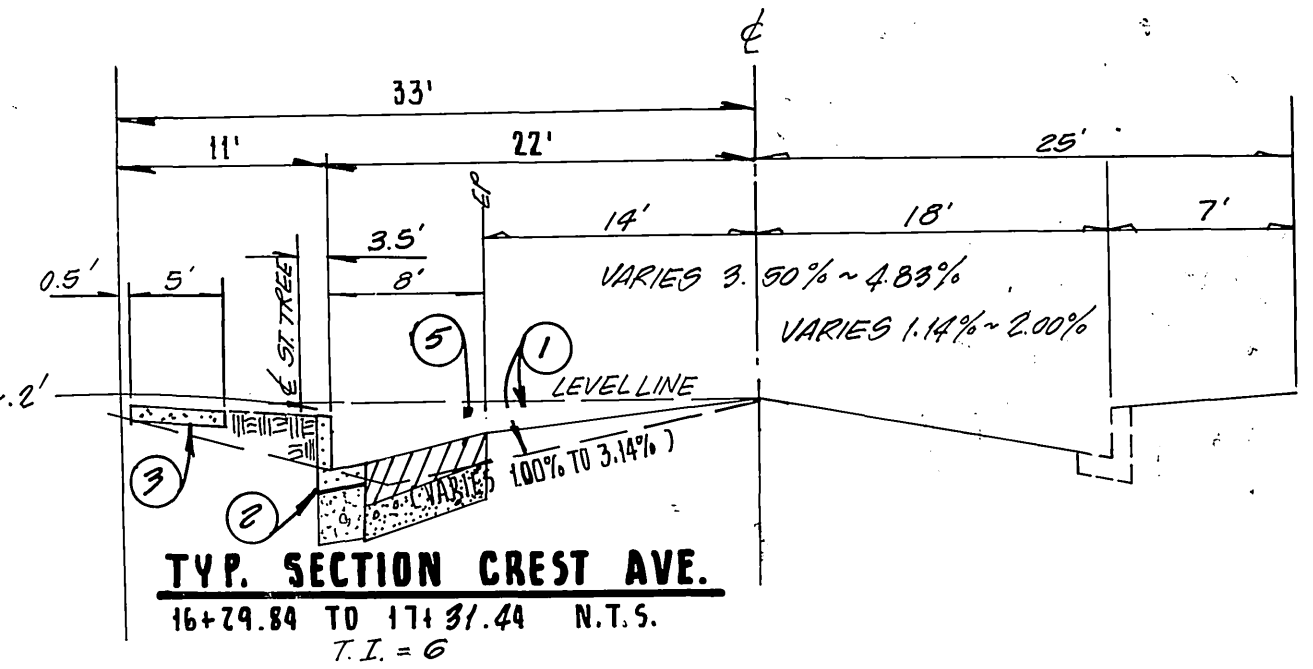 ℄
33'
11'
22'
25'
EP
14'
18'
7'
3.5'
0.5'
5'
℄ ST. TREE
8'
VARIES 3.50% ~ 4.83%
VARIES 1.14% ~ 2.00%
5
1
LEVEL LINE
.2'
(VARIES 1.00% TO 3.14%)
3
2
TYP. SECTION CREST AVE.
16+29.84 TO 17+31.44 N.T.S.
T.I. = 6